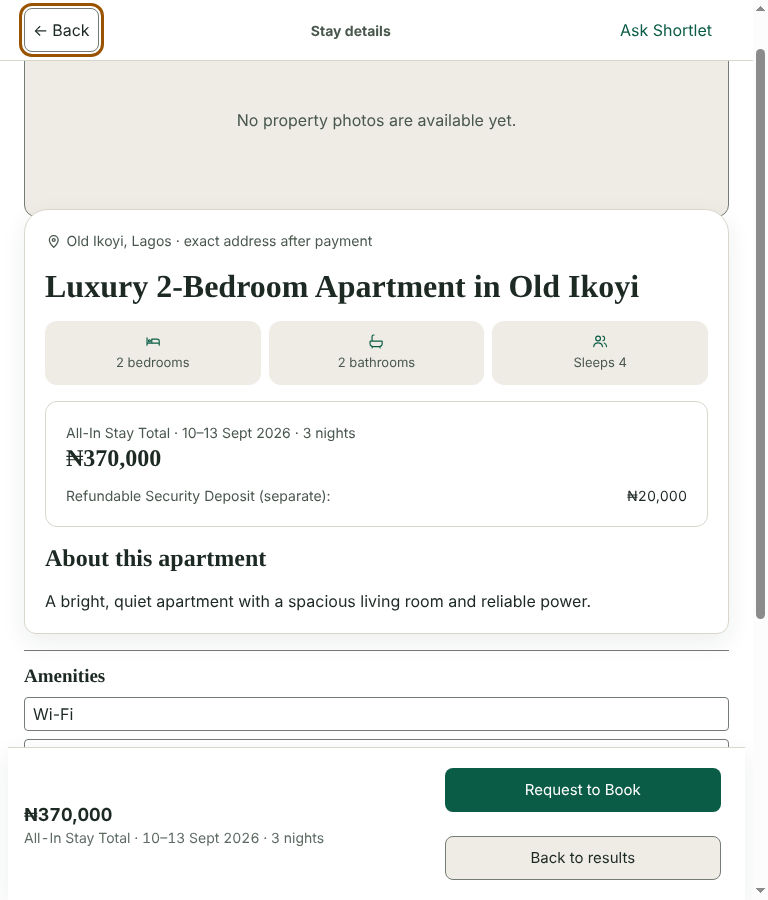 ← Back
Stay details
Ask Shortlet
No property photos are available yet.
Old Ikoyi, Lagos · exact address after payment
Luxury 2-Bedroom Apartment in Old Ikoyi
2 bedrooms
2 bathrooms
Sleeps 4
All-In Stay Total · 10–13 Sept 2026 · 3 nights
₦370,000
Refundable Security Deposit (separate): ₦20,000
About this apartment
A bright, quiet apartment with a spacious living room and reliable power.
Amenities
Wi-Fi
₦370,000
All-In Stay Total · 10–13 Sept 2026 · 3 nights
Request to Book
Back to results